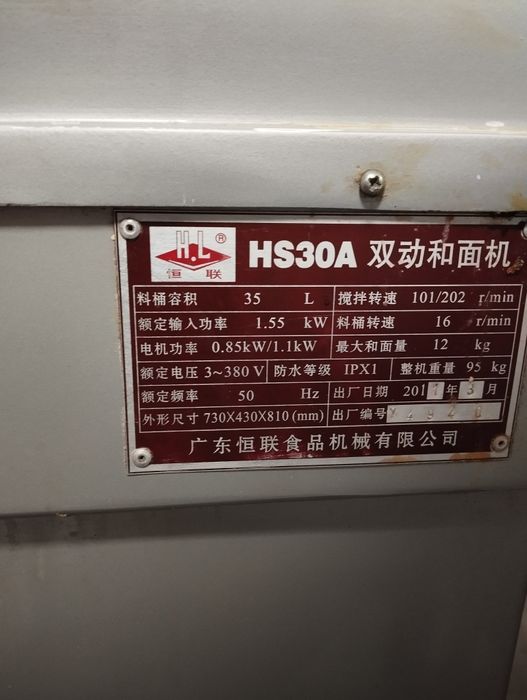 H.L ®
恒联
HS30A 双动和面机
料桶容积 35 L 搅拌转速 101/202 r/min
额定输入功率 1.55 kW 料桶转速 16 r/min
电机功率 0.85kW/1.1kW 最大和面量 12 kg
额定电压 3~380 V 防水等级 IPX1 整机重量 95 kg
额定频率 50 Hz 出厂日期 2017年3月
外形尺寸 730X430X810(mm) 出厂编号
广东恒联食品机械有限公司